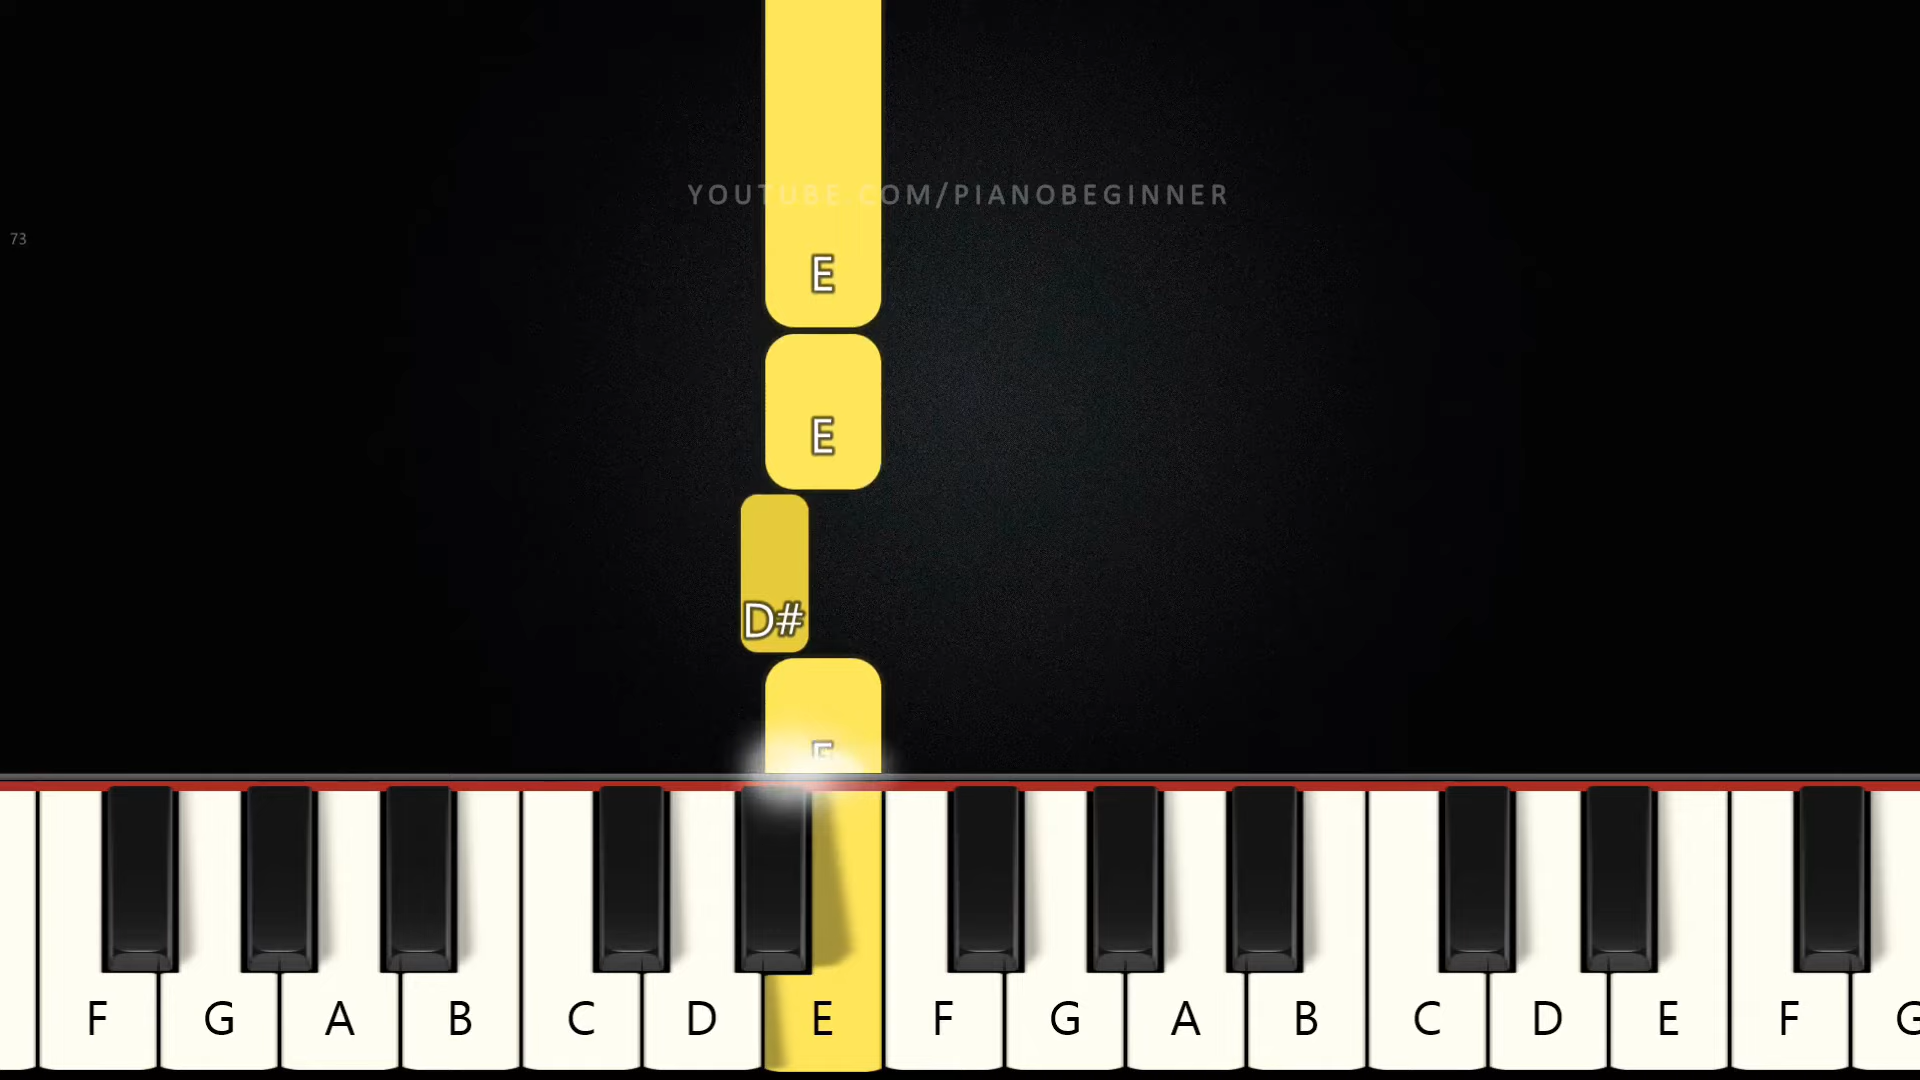 YOUTUBE.COM/PIANOBEGINNER
73
E
E
D#
E
F G A B C D E F G A B C D E F G